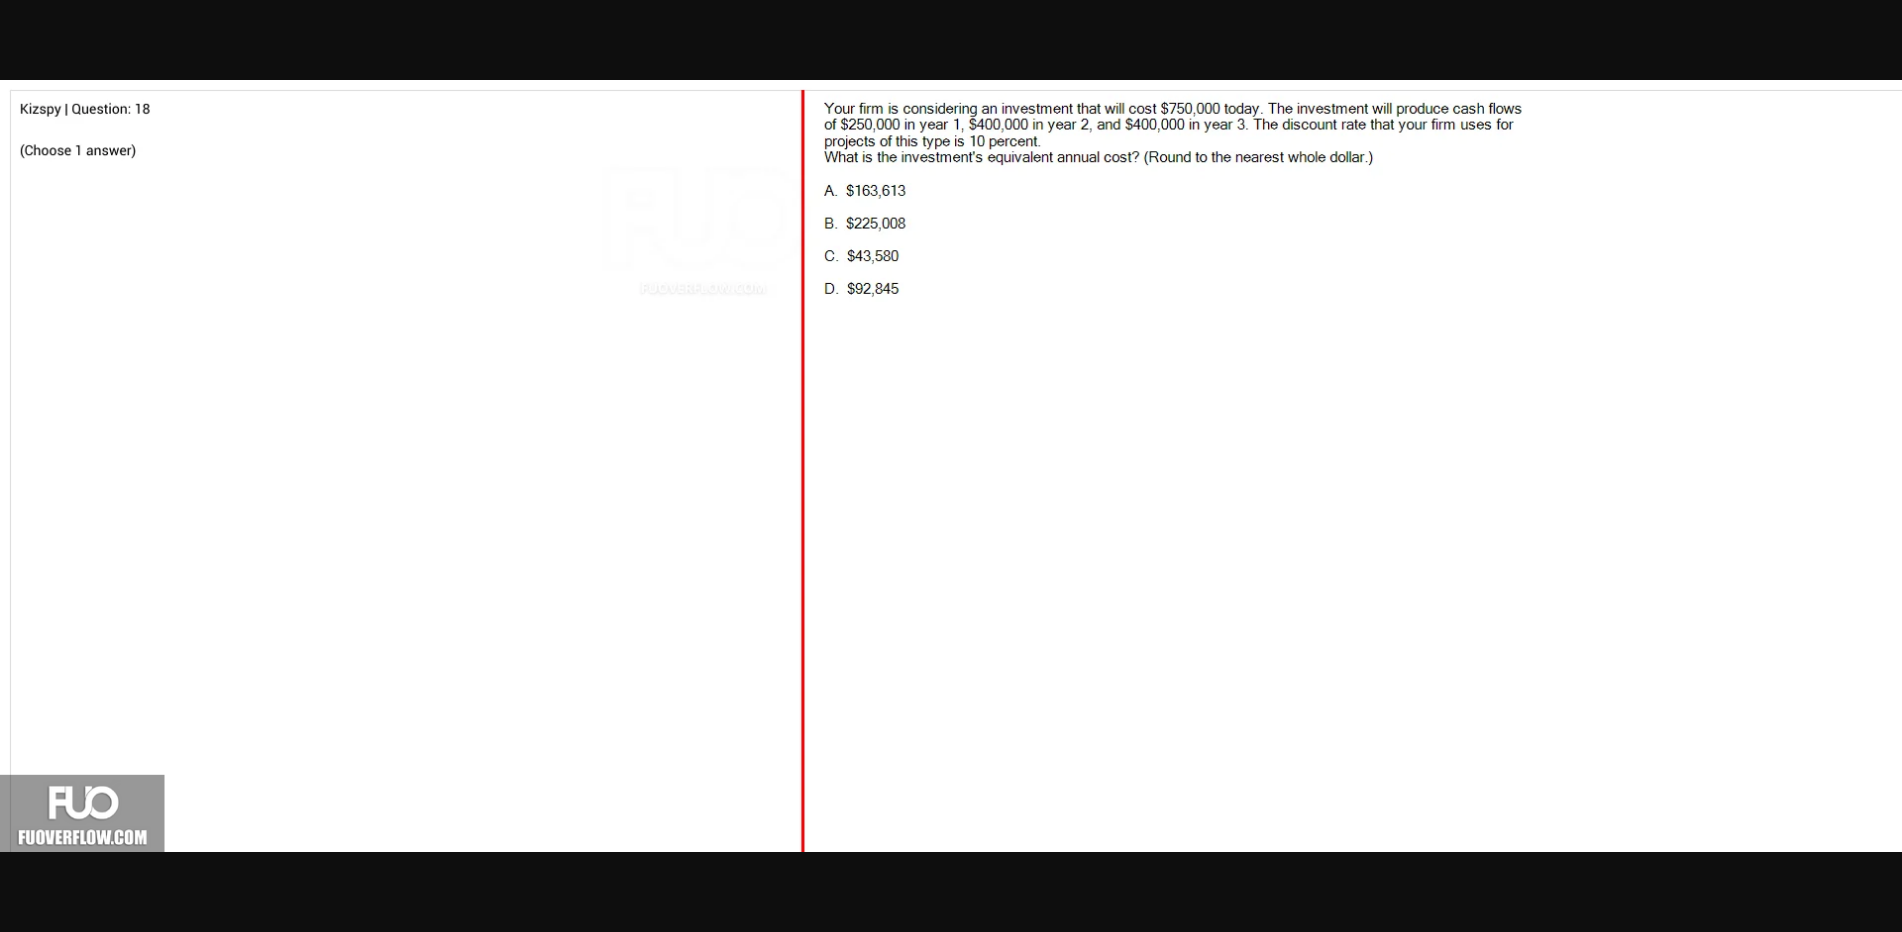 Kizspy | Question: 18
(Choose 1 answer)
Your firm is considering an investment that will cost $750,000 today. The investment will produce cash flows
of $250,000 in year 1, $400,000 in year 2, and $400,000 in year 3. The discount rate that your firm uses for
projects of this type is 10 percent.
What is the investment's equivalent annual cost? (Round to the nearest whole dollar.)
A. $163,613
B. $225,008
C. $43,580
D. $92,845
FUO
FUOVERFLOW.COM
FUO
FUOVERFLOW.COM